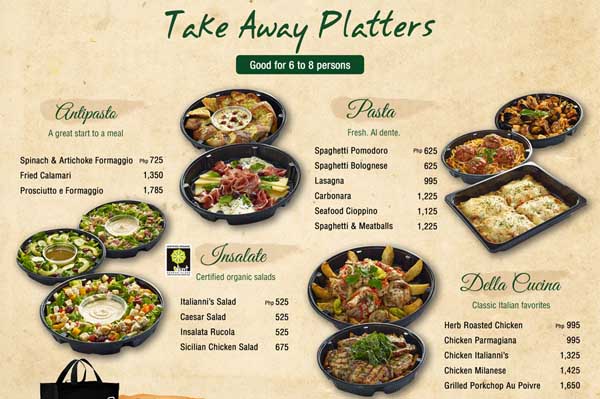 Take Away Platters
Good for 6 to 8 persons
Antipasto
A great start to a meal
Spinach & Artichoke Formaggio Php 725
Fried Calamari 1,350
Prosciutto e Formaggio 1,785
Pasta
Fresh. Al dente.
Spaghetti Pomodoro Php 625
Spaghetti Bolognese 625
Lasagna 995
Carbonara 1,225
Seafood Cioppino 1,125
Spaghetti & Meatballs 1,225
Insalate
Certified organic salads
Italianni's Salad Php 525
Caesar Salad 525
Insalata Rucola 525
Sicilian Chicken Salad 675
Della Cucina
Classic Italian favorites
Herb Roasted Chicken Php 995
Chicken Parmagiana 995
Chicken Italianni's 1,325
Chicken Milanese 1,425
Grilled Porkchop Au Poivre 1,650